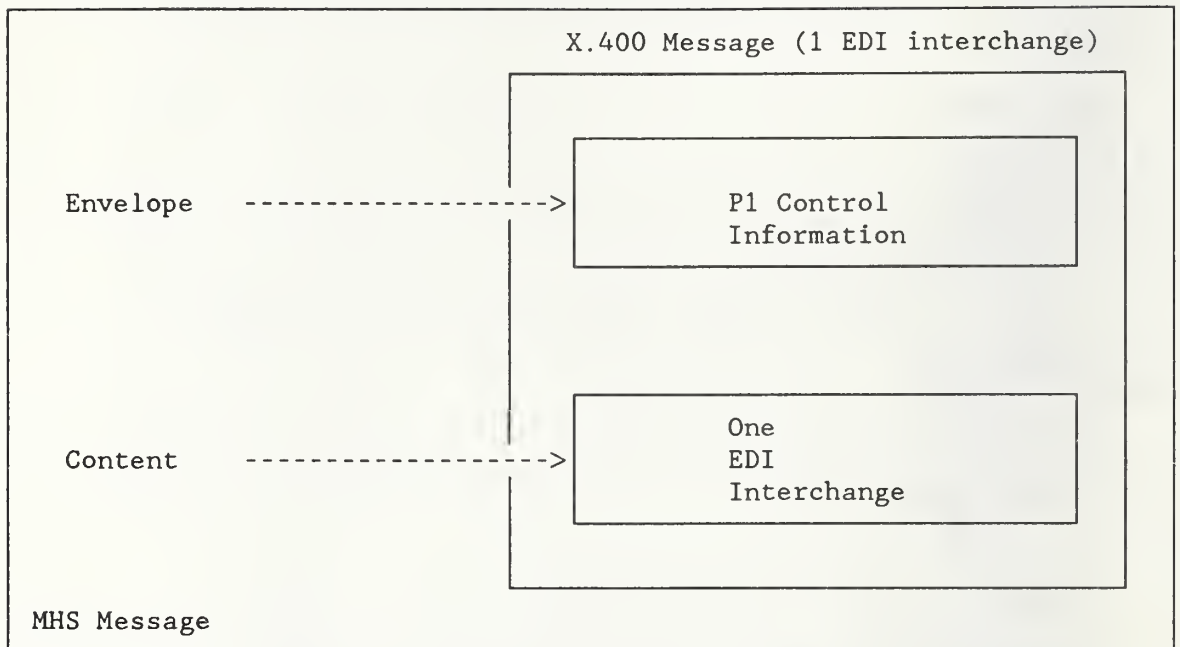 X.400 Message (1 EDI interchange)
Envelope ------------------> P1 Control
Information
One
Content ------------------> EDI
Interchange
MHS Message